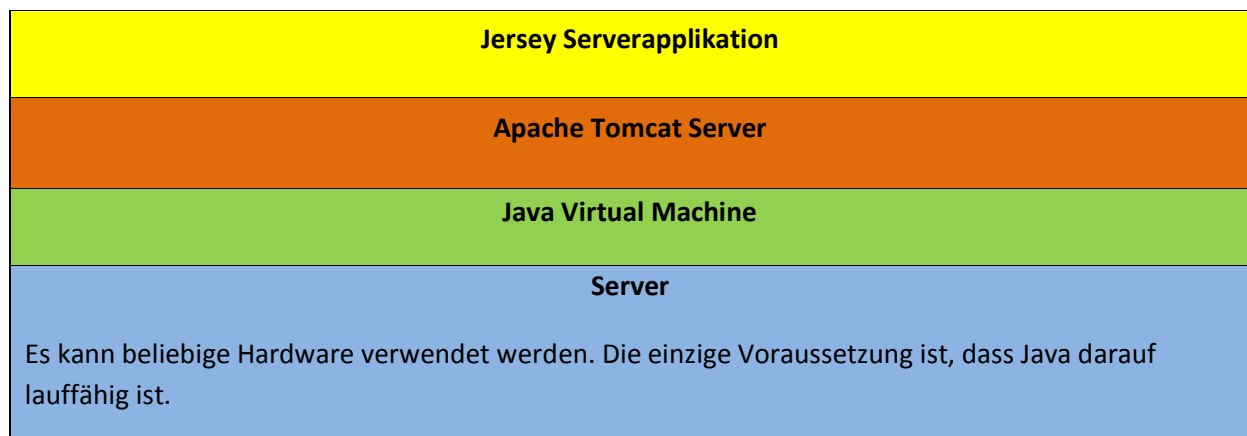 Jersey Serverapplikation
Apache Tomcat Server
Java Virtual Machine
Server
Es kann beliebige Hardware verwendet werden. Die einzige Voraussetzung ist, dass Java darauf
lauffähig ist.